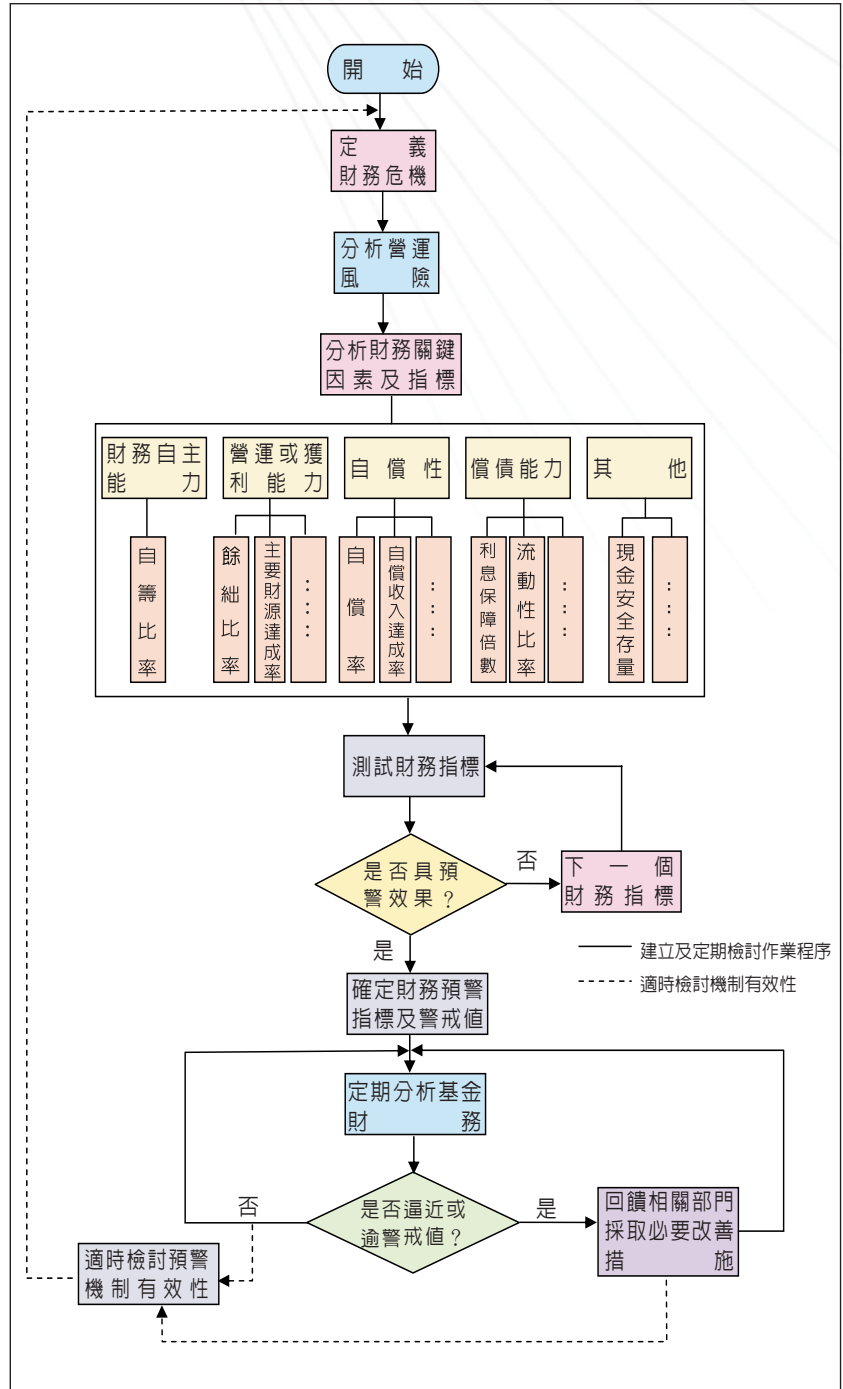 開始
定義
財務危機
分析營運
風險
分析財務關鍵
因素及指標
財務自主
能力
營運或獲
利能力
自償性
償債能力
其他
自籌比率
餘絀比率
主要財源達成率
：：：
自償率
自償收入達成率
：：：
利息保障倍數
流動性比率
：：：
現金安全存量
：：：
測試財務指標
是否具預
警效果？
否
下一個
財務指標
是
建立及定期檢討作業程序
適時檢討機制有效性
確定財務預警
指標及警戒值
定期分析基金
財務
是否逼近或
逾警戒值？
否
是
回饋相關部門
採取必要改善
措施
適時檢討預警
機制有效性